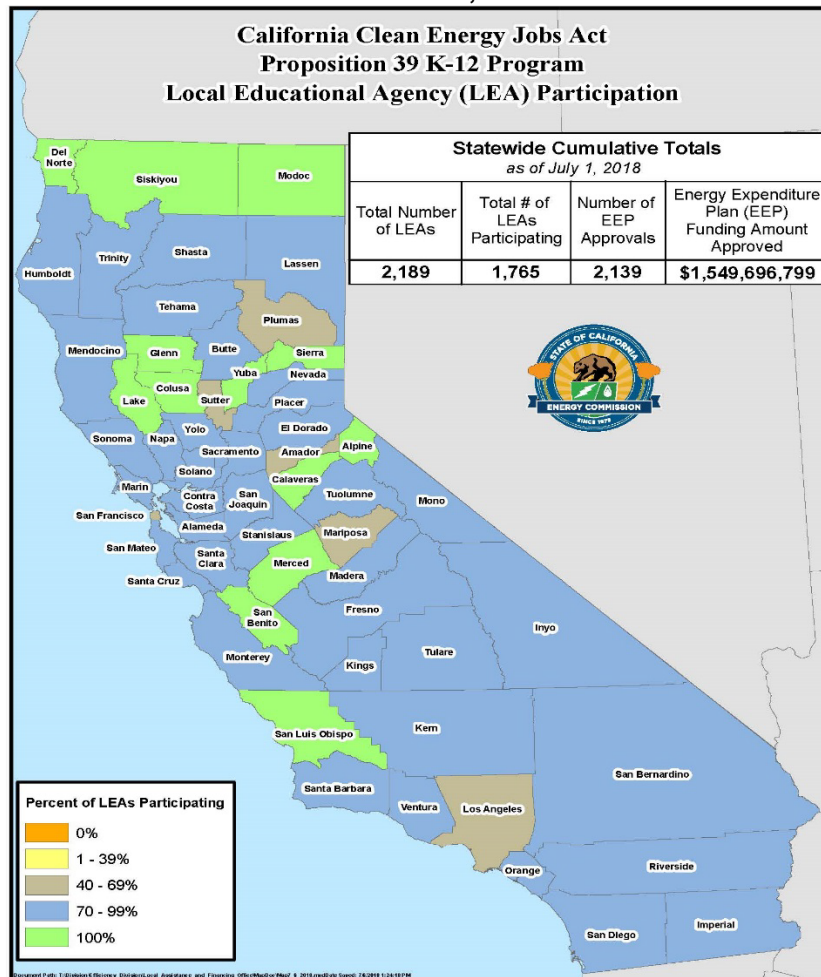 California Clean Energy Jobs Act
Proposition 39 K-12 Program
Local Educational Agency (LEA) Participation
Statewide Cumulative Totals
as of July 1, 2018
Total Number
of LEAs
Total # of
LEAs
Participating
Number of
EEP
Approvals
Energy Expenditure
Plan (EEP)
Funding Amount
Approved
2,189
1,765
2,139
$1,549,696,799
STATE OF CALIFORNIA
ENERGY COMMISSION
SINCE 1975
Del
Norte
Siskiyou
Modoc
Humboldt
Trinity
Shasta
Lassen
Tehama
Plumas
Mendocino
Glenn
Butte
Sierra
Lake
Colusa
Sutter
Yuba
Nevada
Placer
Sonoma
Napa
Yolo
El Dorado
Sacramento
Amador
Alpine
Solano
Calaveras
Marin
Contra
Costa
San
Joaquin
Tuolumne
Mono
San Francisco
Alameda
Stanislaus
Mariposa
San Mateo
Santa
Clara
Merced
Santa Cruz
Madera
San
Benito
Fresno
Inyo
Monterey
Kings
Tulare
San Luis Obispo
Kern
Santa Barbara
San Bernardino
Ventura
Los Angeles
Orange
Riverside
San Diego
Imperial
Percent of LEAs Participating
0%
1 - 39%
40 - 69%
70 - 99%
100%